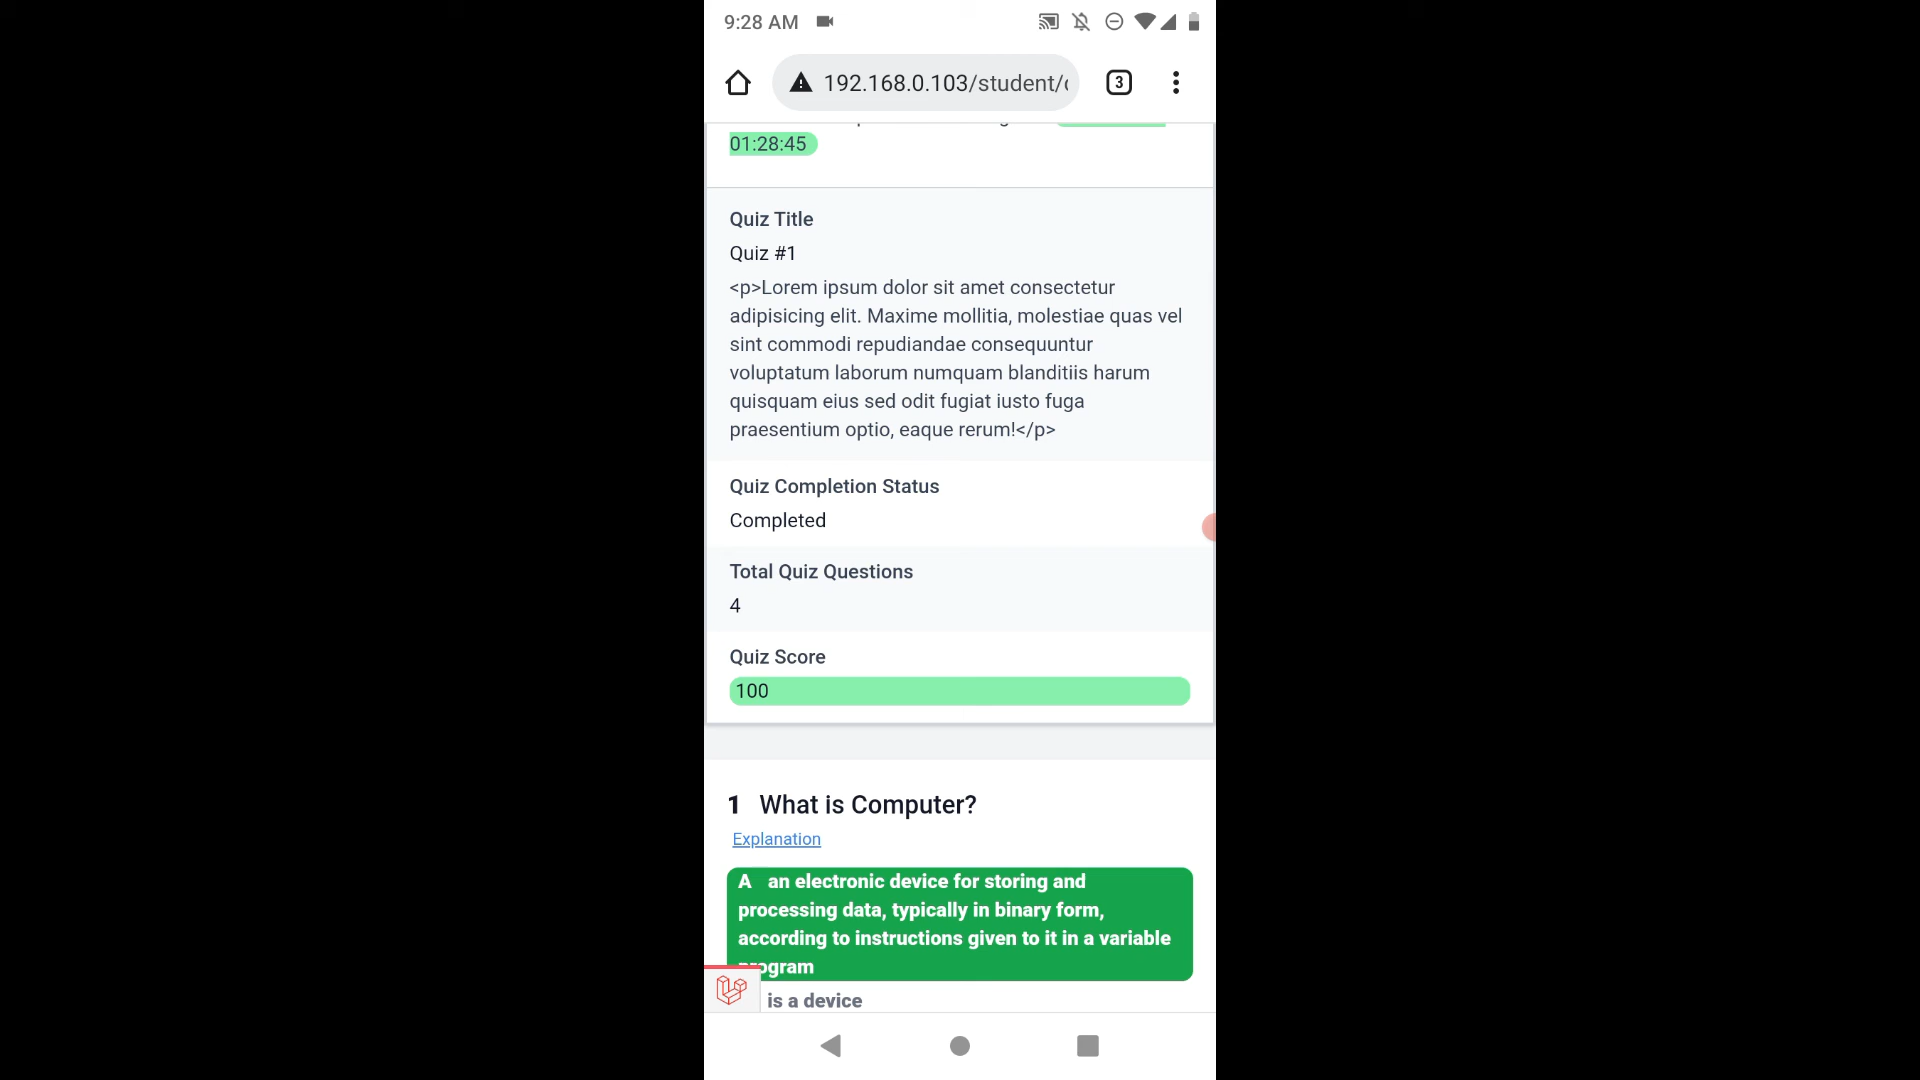 9:28 AM
192.168.0.103/student/
3
01:28:45
Quiz Title
Quiz #1
<p>Lorem ipsum dolor sit amet consectetur
adipisicing elit. Maxime mollitia, molestiae quas vel
sint commodi repudiandae consequuntur
voluptatum laborum numquam blanditiis harum
quisquam eius sed odit fugiat iusto fuga
praesentium optio, eaque rerum!</p>
Quiz Completion Status
Completed
Total Quiz Questions
4
Quiz Score
100
1 What is Computer?
Explanation
A an electronic device for storing and
processing data, typically in binary form,
according to instructions given to it in a variable
program
is a device